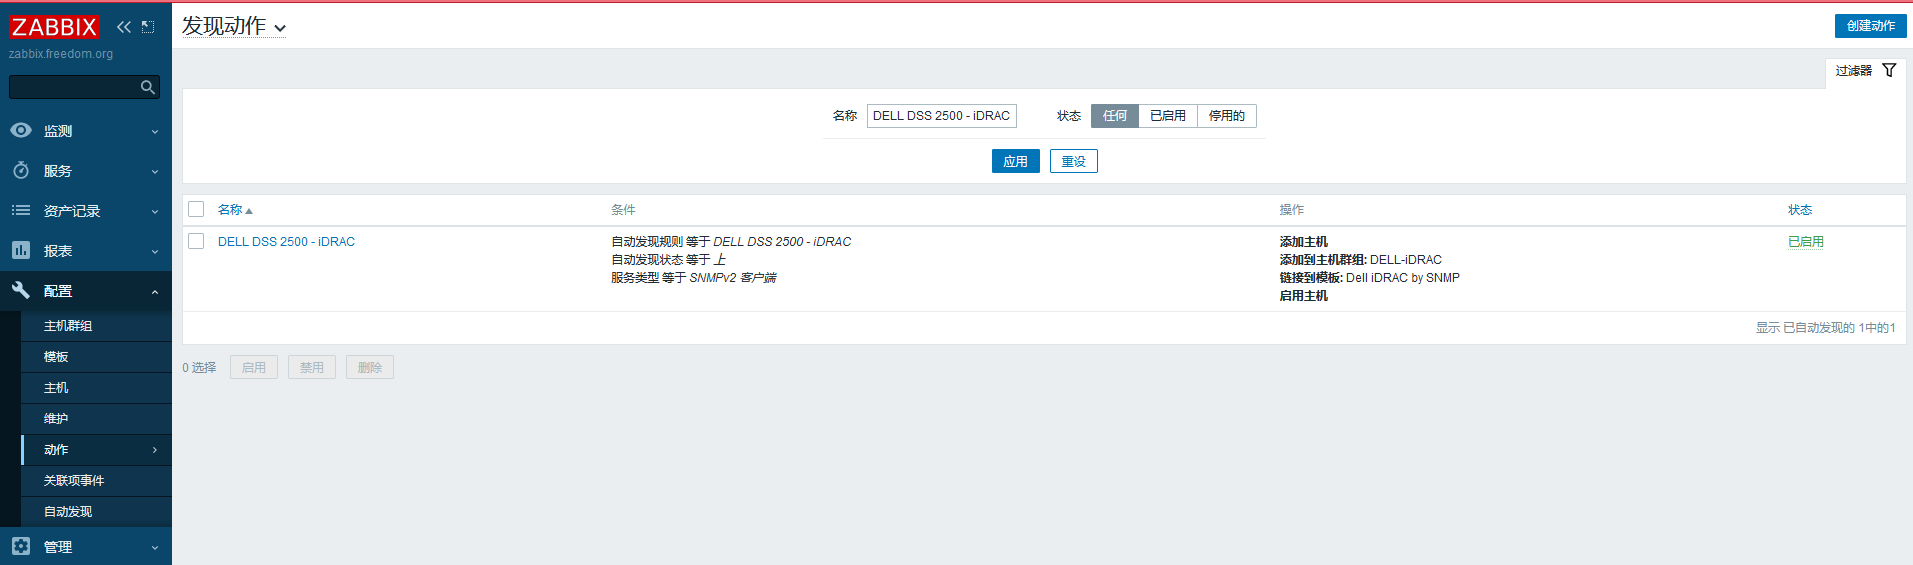 ZABBIX
zabbix.freedom.org
监测
服务
资产记录
报表
配置
主机群组
模板
主机
维护
动作
关联项事件
自动发现
管理
发现动作
创建动作
过滤器
名称 DELL DSS 2500 - iDRAC 状态 任何 已启用 停用的
应用 重设
名称 条件 操作 状态
DELL DSS 2500 - iDRAC
自动发现规则 等于 DELL DSS 2500 - iDRAC
自动发现状态 等于 上
服务类型 等于 SNMPv2 客户端
添加主机
添加到主机群组: DELL-iDRAC
链接到模板: Dell iDRAC by SNMP
启用主机
已启用
显示 已自动发现的 1中的1
0 选择 启用 禁用 删除